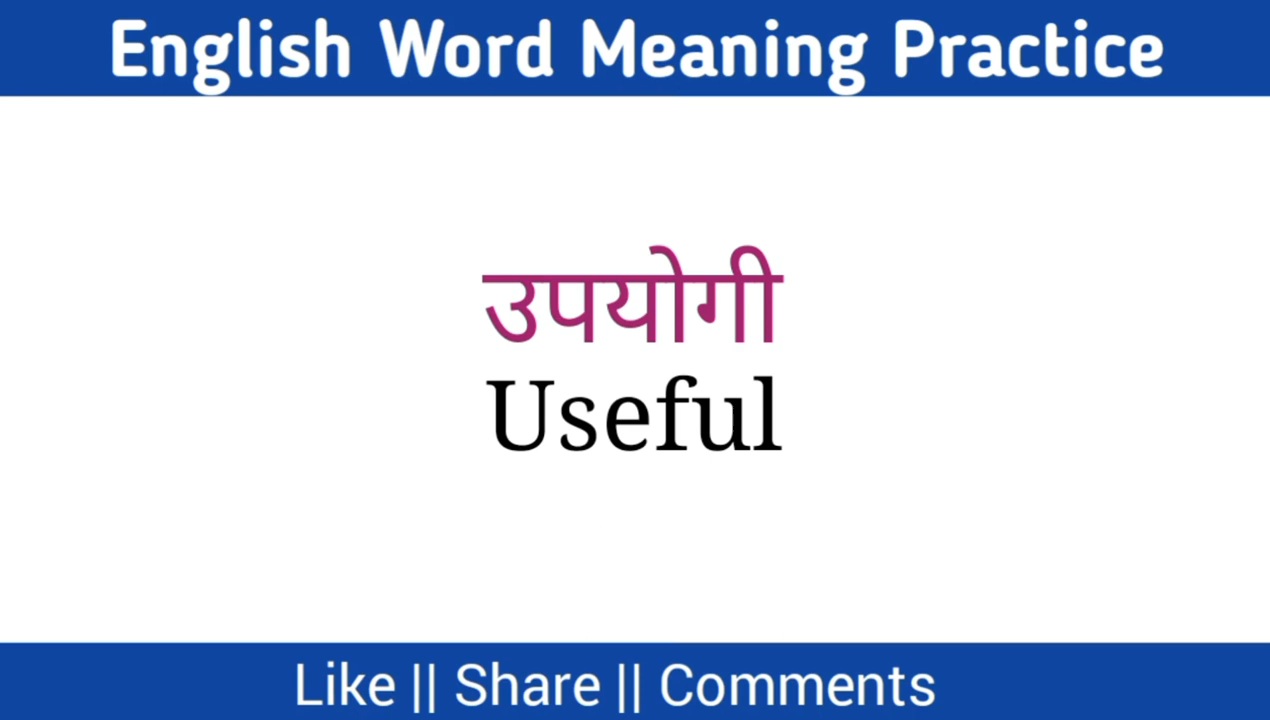 English Word Meaning Practice
उपयोगी
Useful
Like || Share || Comments